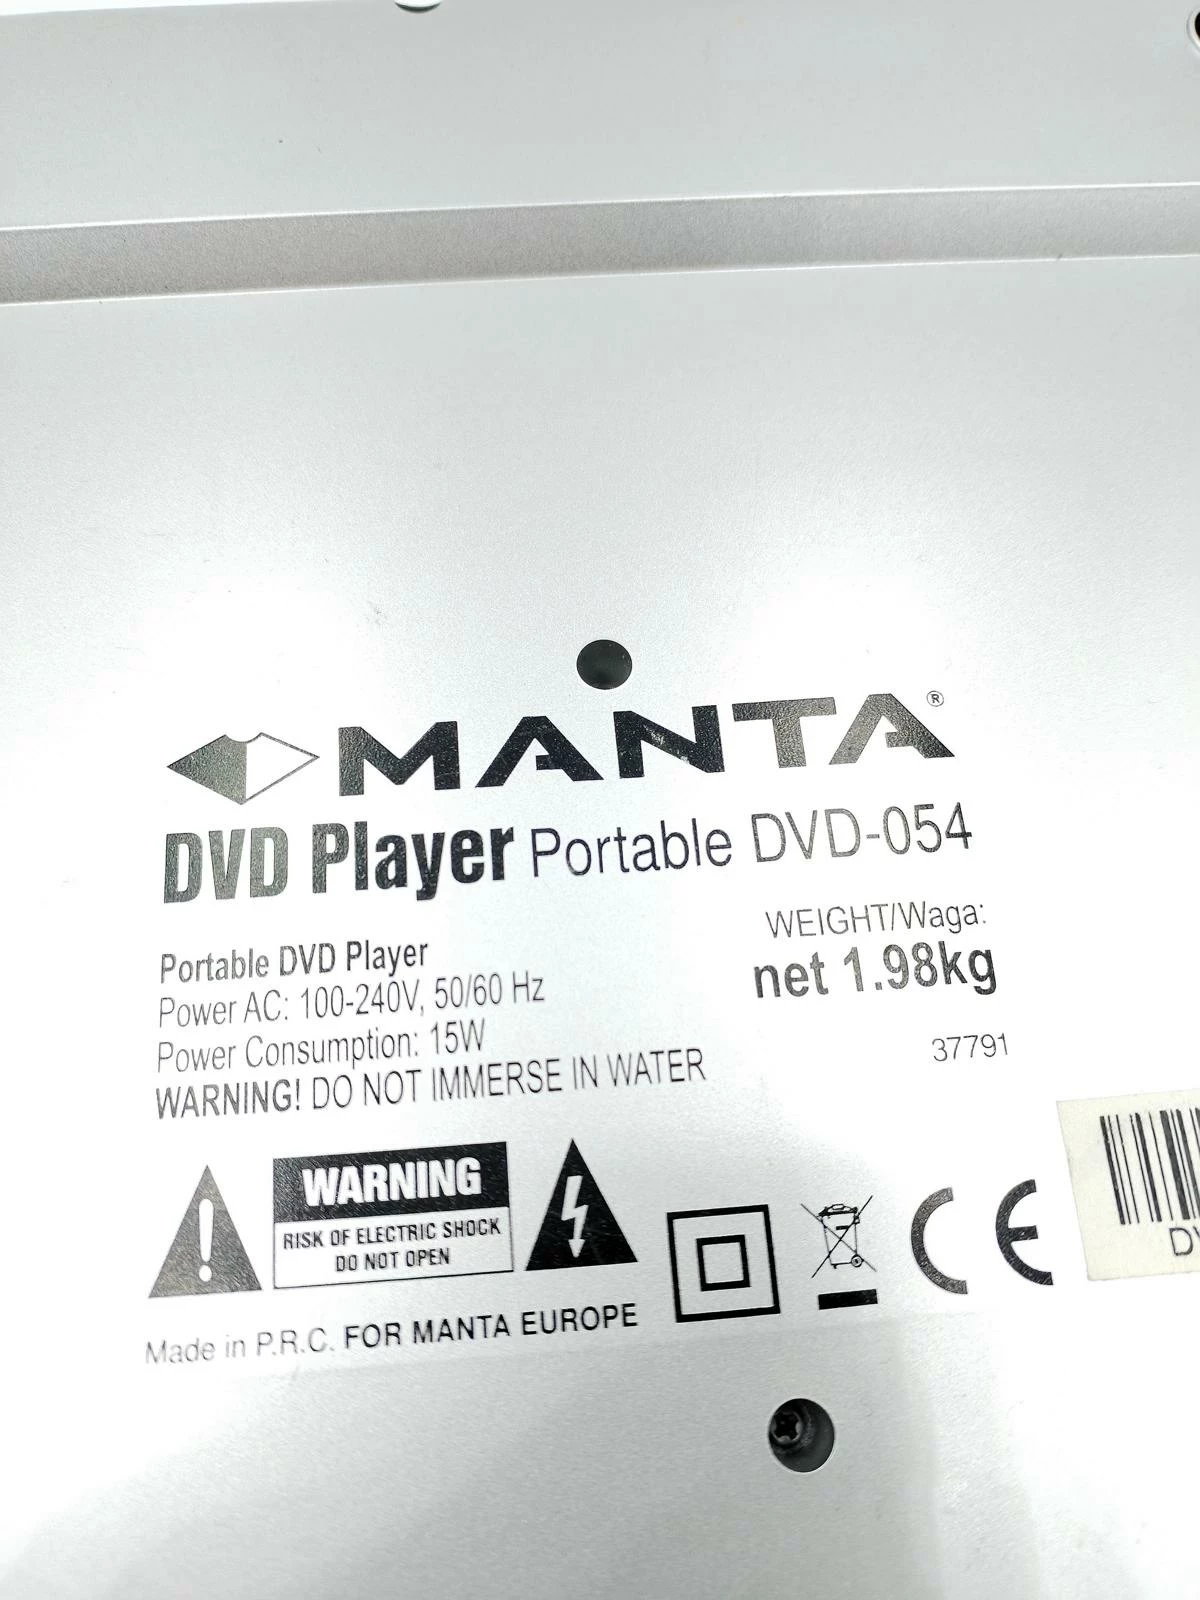 MANTA®
DVD Player Portable DVD-054
WEIGHT/Waga:
net 1.98kg
37791
Portable DVD Player
Power AC: 100-240V, 50/60 Hz
Power Consumption: 15W
WARNING! DO NOT IMMERSE IN WATER
WARNING
RISK OF ELECTRIC SHOCK
DO NOT OPEN
CE
Made in P.R.C. FOR MANTA EUROPE